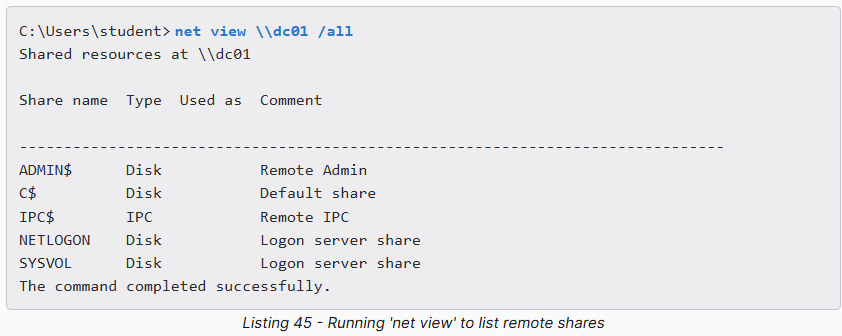 C:\Users\student> net view \\dc01 /all
Shared resources at \\dc01
Share name  Type  Used as  Comment
-------------------------------------------------------------------------------
ADMIN$      Disk           Remote Admin
C$          Disk           Default share
IPC$        IPC            Remote IPC
NETLOGON    Disk           Logon server share
SYSVOL      Disk           Logon server share
The command completed successfully.
Listing 45 - Running 'net view' to list remote shares